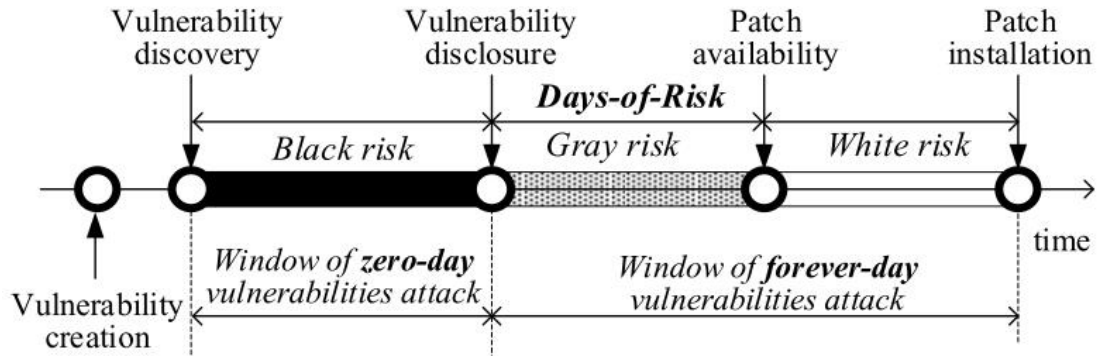 Vulnerability
discovery
Vulnerability
disclosure
Patch
availability
Patch
installation
Days-of-Risk
Black risk
Gray risk
White risk
time
Window of zero-day
vulnerabilities attack
Window of forever-day
vulnerabilities attack
Vulnerability
creation